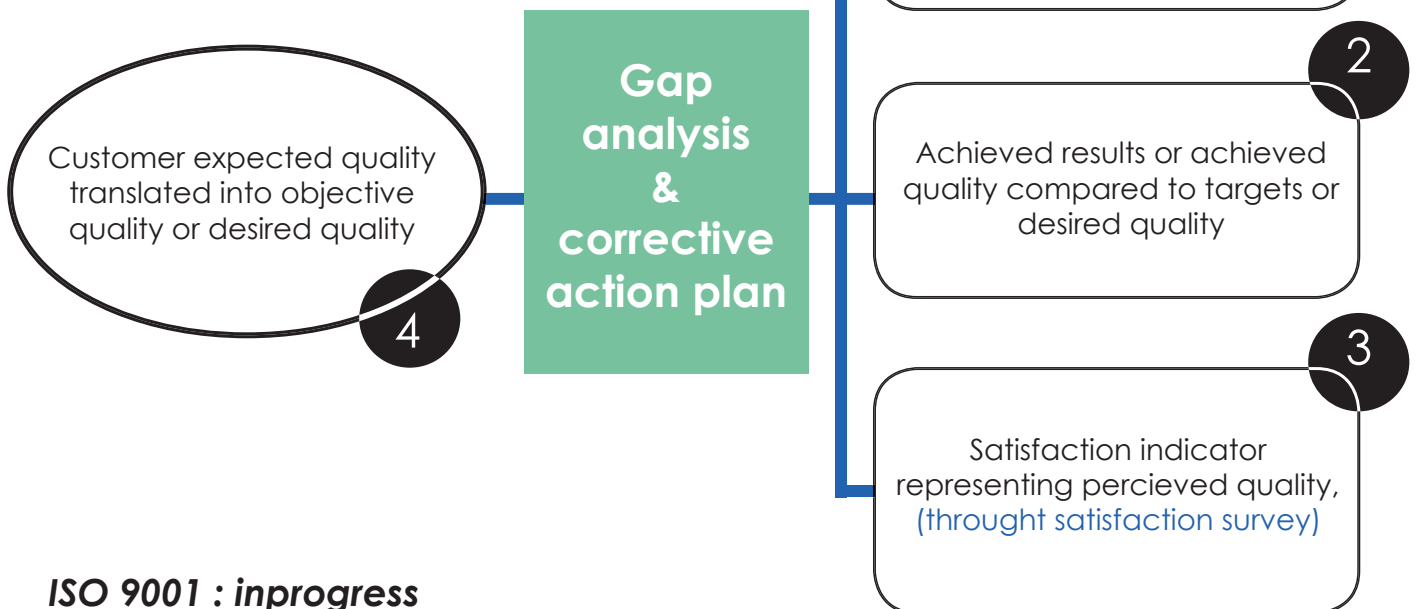 Customer expected quality
translated into objective
quality or desired quality
4
Gap
analysis
&
corrective
action plan
2
Achieved results or achieved
quality compared to targets or
desired quality
3
Satisfaction indicator
representing percieved quality,
(throught satisfaction survey)
ISO 9001 : inprogress